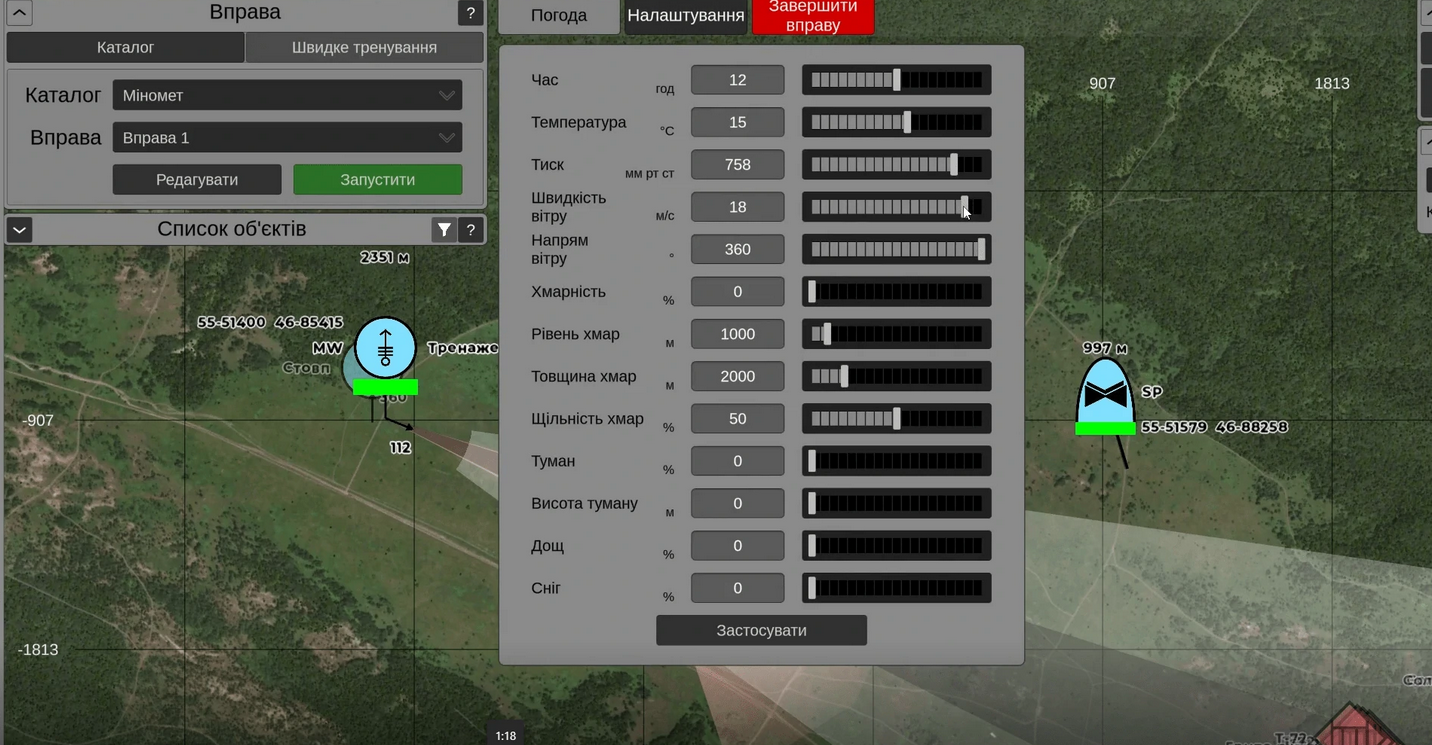 Вправа
?
Каталог
Швидке тренування
Каталог
Міномет
Вправа
Вправа 1
Редагувати
Запустити
Список об'єктів
?
Погода
Налаштування
Завершити
вправу
Час
год
12
Температура
°C
15
Тиск
мм рт ст
758
Швидкість
вітру
м/с
18
Напрям
вітру
°
360
Хмарність
%
0
Рівень хмар
м
1000
Товщина хмар
м
2000
Щільність хмар
%
50
Туман
%
0
Висота туману
м
0
Дощ
%
0
Сніг
%
0
Застосувати
907
1813
2351 м
55-51400 46-85415
MW
Тренаже
Стовп
360
112
-907
-1813
997 м
SP
55-51579 46-88258
1:18